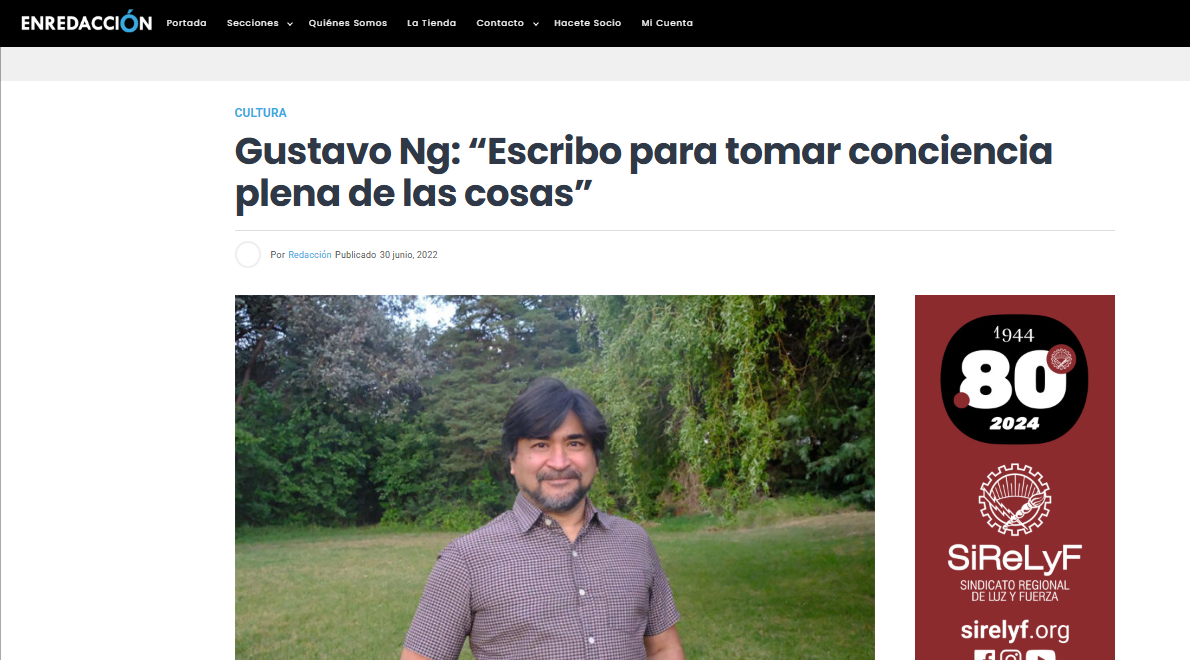 ENREDACCIÓN Portada Secciones Quiénes Somos La Tienda Contacto Hacete Socio Mi Cuenta
CULTURA
Gustavo Ng: “Escribo para tomar conciencia
plena de las cosas”
Por Redacción Publicado 30 junio, 2022
1944
80
2024
SiReLyF
SINDICATO REGIONAL
DE LUZ Y FUERZA
sirelyf.org